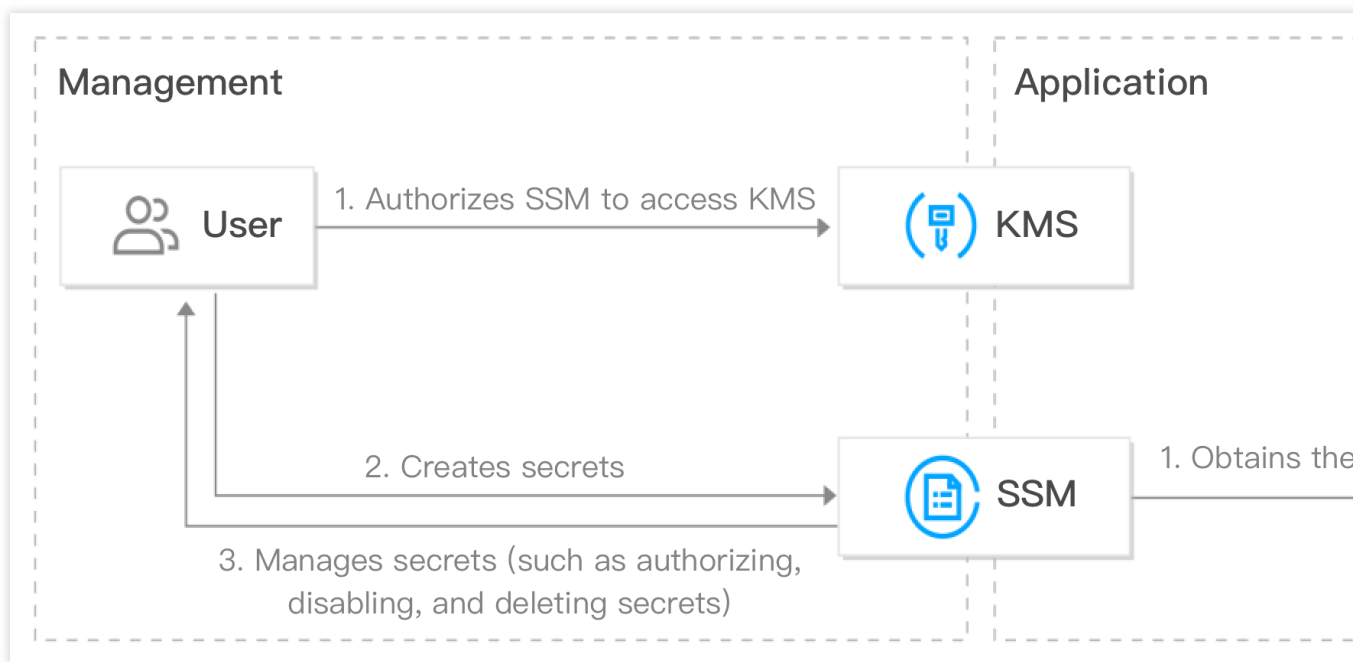 Management
Application
1. Authorizes SSM to access KMS
User
KMS
2. Creates secrets
1. Obtains the
SSM
3. Manages secrets (such as authorizing,
disabling, and deleting secrets)